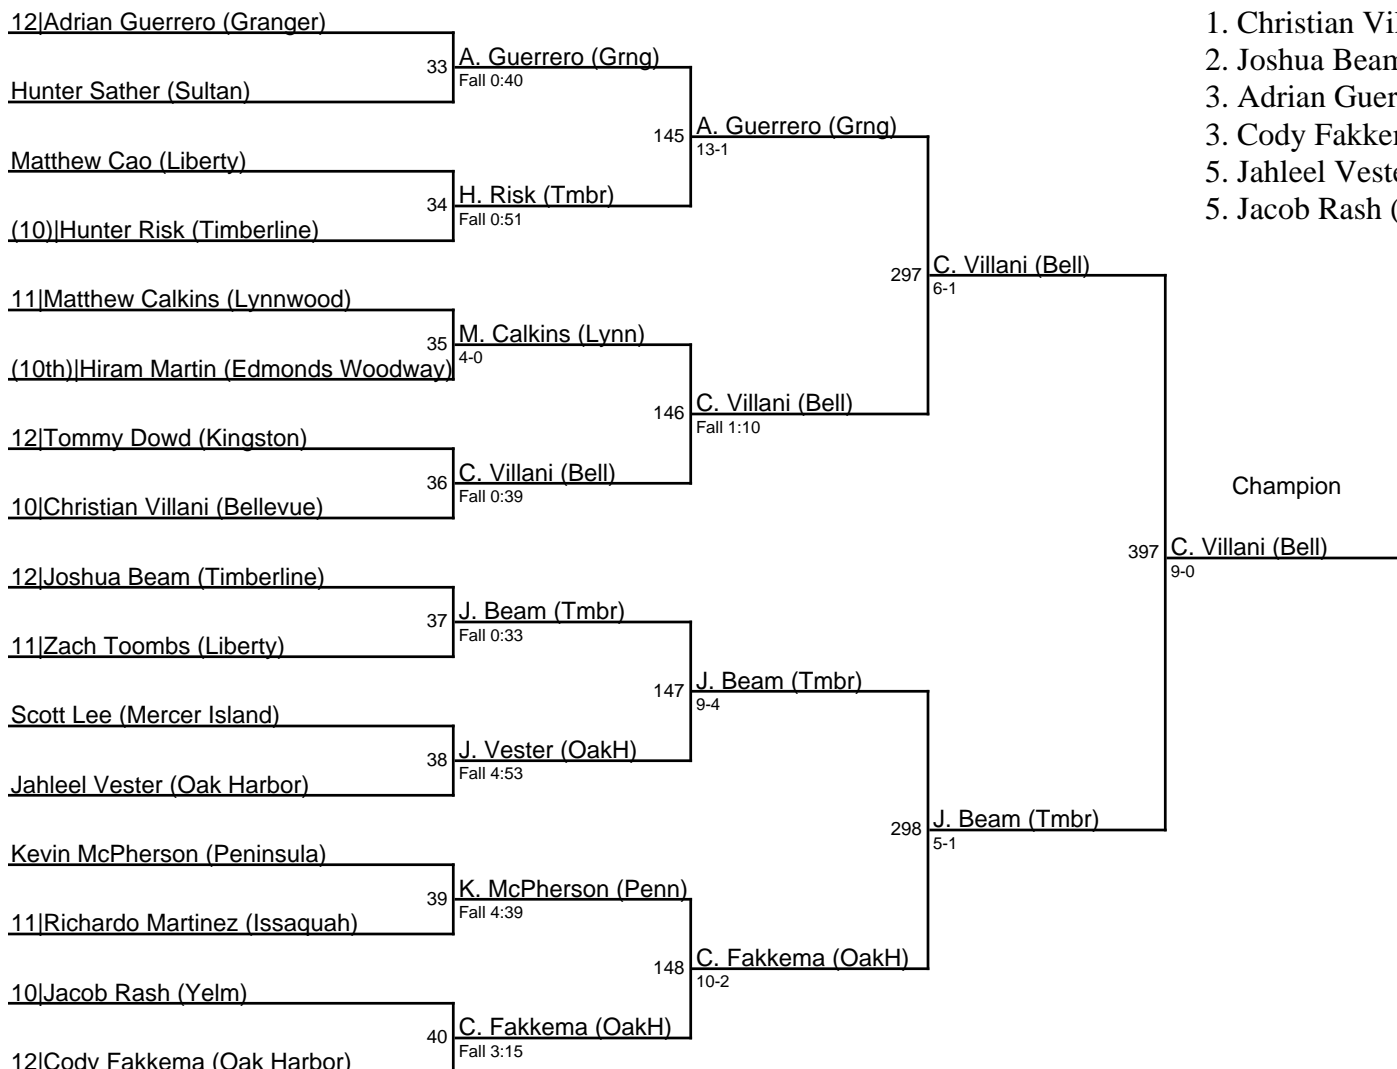 12|Adrian Guerrero (Granger)
33
A. Guerrero (Grng)
Fall 0:40
Hunter Sather (Sultan)
145
A. Guerrero (Grng)
13-1
Matthew Cao (Liberty)
34
H. Risk (Tmbr)
Fall 0:51
(10)|Hunter Risk (Timberline)
297
C. Villani (Bell)
6-1
11|Matthew Calkins (Lynnwood)
35
M. Calkins (Lynn)
4-0
(10th)|Hiram Martin (Edmonds Woodway)
146
C. Villani (Bell)
Fall 1:10
12|Tommy Dowd (Kingston)
36
C. Villani (Bell)
Fall 0:39
10|Christian Villani (Bellevue)
Champion
397
C. Villani (Bell)
9-0
12|Joshua Beam (Timberline)
37
J. Beam (Tmbr)
Fall 0:33
11|Zach Toombs (Liberty)
147
J. Beam (Tmbr)
9-4
Scott Lee (Mercer Island)
38
J. Vester (OakH)
Fall 4:53
Jahleel Vester (Oak Harbor)
298
J. Beam (Tmbr)
5-1
Kevin McPherson (Peninsula)
39
K. McPherson (Penn)
Fall 4:39
11|Richardo Martinez (Issaquah)
148
C. Fakkema (OakH)
10-2
10|Jacob Rash (Yelm)
40
C. Fakkema (OakH)
Fall 3:15
12|Cody Fakkema (Oak Harbor)
1. Christian
2. Joshua
3. Adrian
3. Cody
5. Jahleel
5. Jacob Rash (